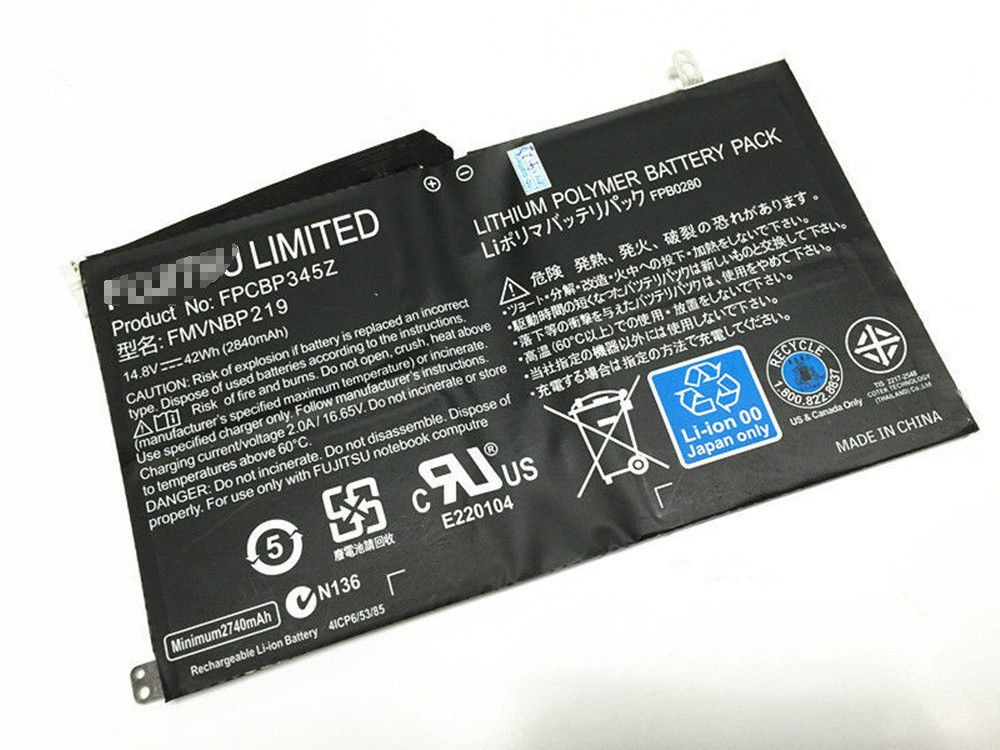 U LIMITED
Product No: FPCBP345Z
型名: FMVNBP219
14.8V⎓42Wh (2840mAh)
CAUTION: Risk of explosion if battery is replaced an incorrect
type. Dispose of used batteries according to the instructions.
Risk of fire and burns. Do not open, crush, heat above
(manufacturer's specified maximum temperature) or incinerate.
Use specified charger only. Follow manufacturer's instructions.
Charging current/voltage 2.0A / 16.65V. Do not incinerate or store
to temperatures above 60°C.
DANGER: Do not incinerate. Do not disassemble. Dispose of
properly. For use only with FUJITSU notebook computre
5
廢電池請回收
c RU ® US
E220104
N136
Minimum2740mAh
Rechargeable Li-ion Battery 4ICP6/53/85
LITHIUM POLYMER BATTERY PACK
Liポリマバッテリパック FPB0280
危険 発熱、発火、破裂の恐れがあります。
・ショート・分解・改造・火中への投下・加熱をしないで下さい。
・駆動時間の短くなったバッテリパックは新しいものと交換して下さい。
・落下等の衝撃を与えたバッテリパックは、使用をやめて下さい。
・高温(60°C以上)での使用・放置をしないで下さい。
・当社指定の機器以外には使用しないで下さい。
・充電する場合は指定の方法で充電して下さい。
Li-ion 00
Japan only
RECYCLE
1.800.822.8837
US & Canada Only
TIS 2217-2548
COTEK TECHNOLOGY
(THAILAND) Co.,Ltd
MADE IN CHINA